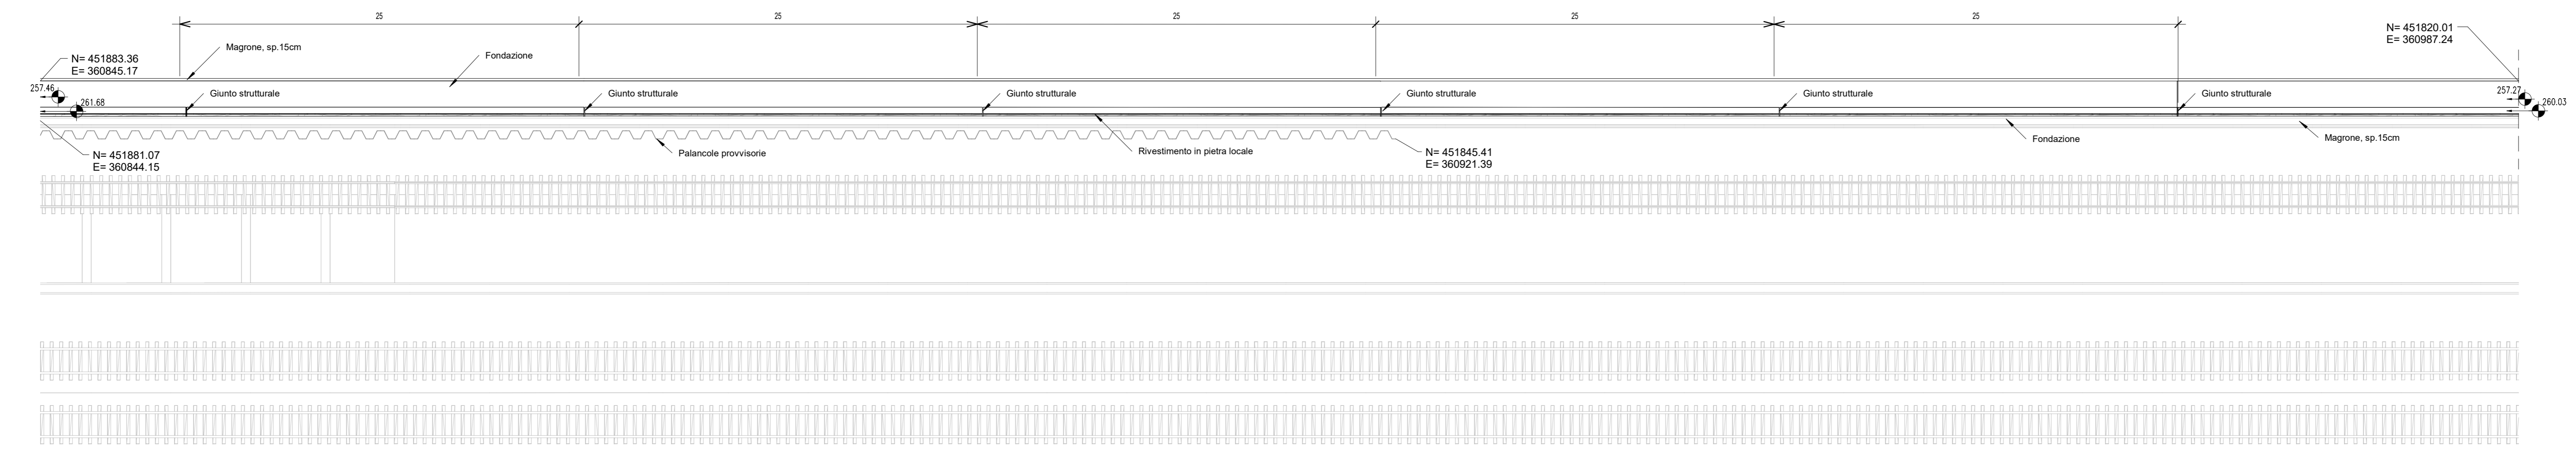 25
25
25
25
25
N= 451820.01
E= 360987.24
Magrone, sp.15cm
Fondazione
N= 451883.36
E= 360845.17
257.46
261.68
Giunto strutturale
Giunto strutturale
Giunto strutturale
Giunto strutturale
Giunto strutturale
Giunto strutturale
257.27
260.03
N= 451881.07
E= 360844.15
Palancole provvisorie
Rivestimento in pietra locale
N= 451845.41
E= 360921.39
Fondazione
Magrone, sp.15cm